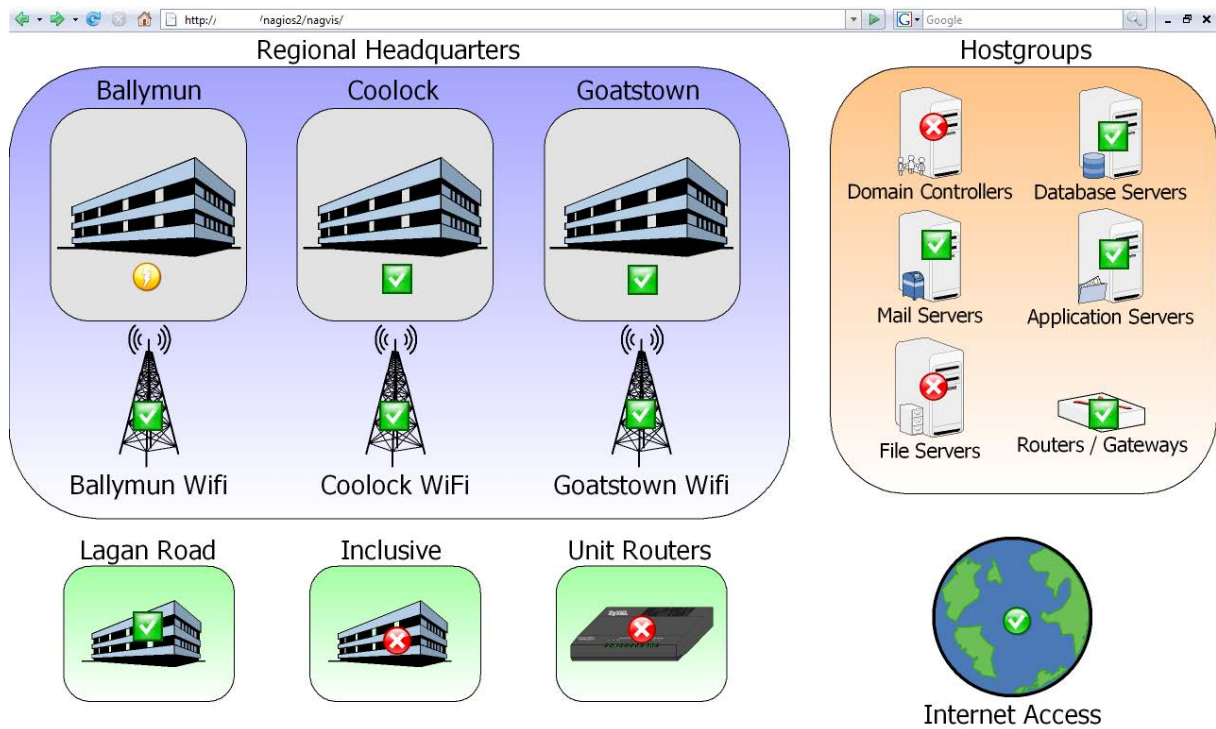 http:// /nagios2/nagvis/
Google
Regional Headquarters
Hostgroups
Ballymun
Coolock
Goatstown
Domain Controllers
Database Servers
Mail Servers
Application Servers
File Servers
Routers / Gateways
Ballymun Wifi
Coolock WiFi
Goatstown Wifi
Lagan Road
Inclusive
Unit Routers
ZyXEL
Internet Access